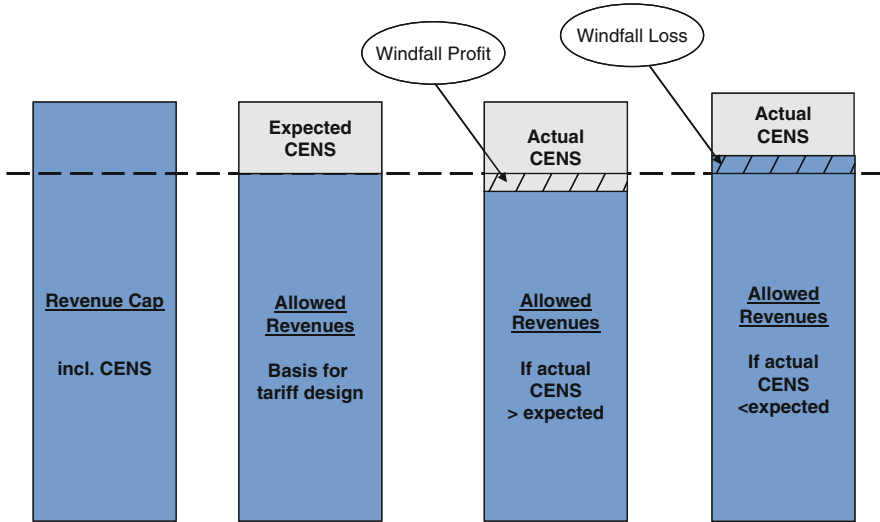 Windfall Profit
Windfall Loss
Revenue Cap
incl. CENS
Expected
CENS
Allowed
Revenues
Basis for
tariff design
Actual
CENS
Allowed
Revenues
If actual
CENS
> expected
Actual
CENS
Allowed
Revenues
If actual
CENS
<expected